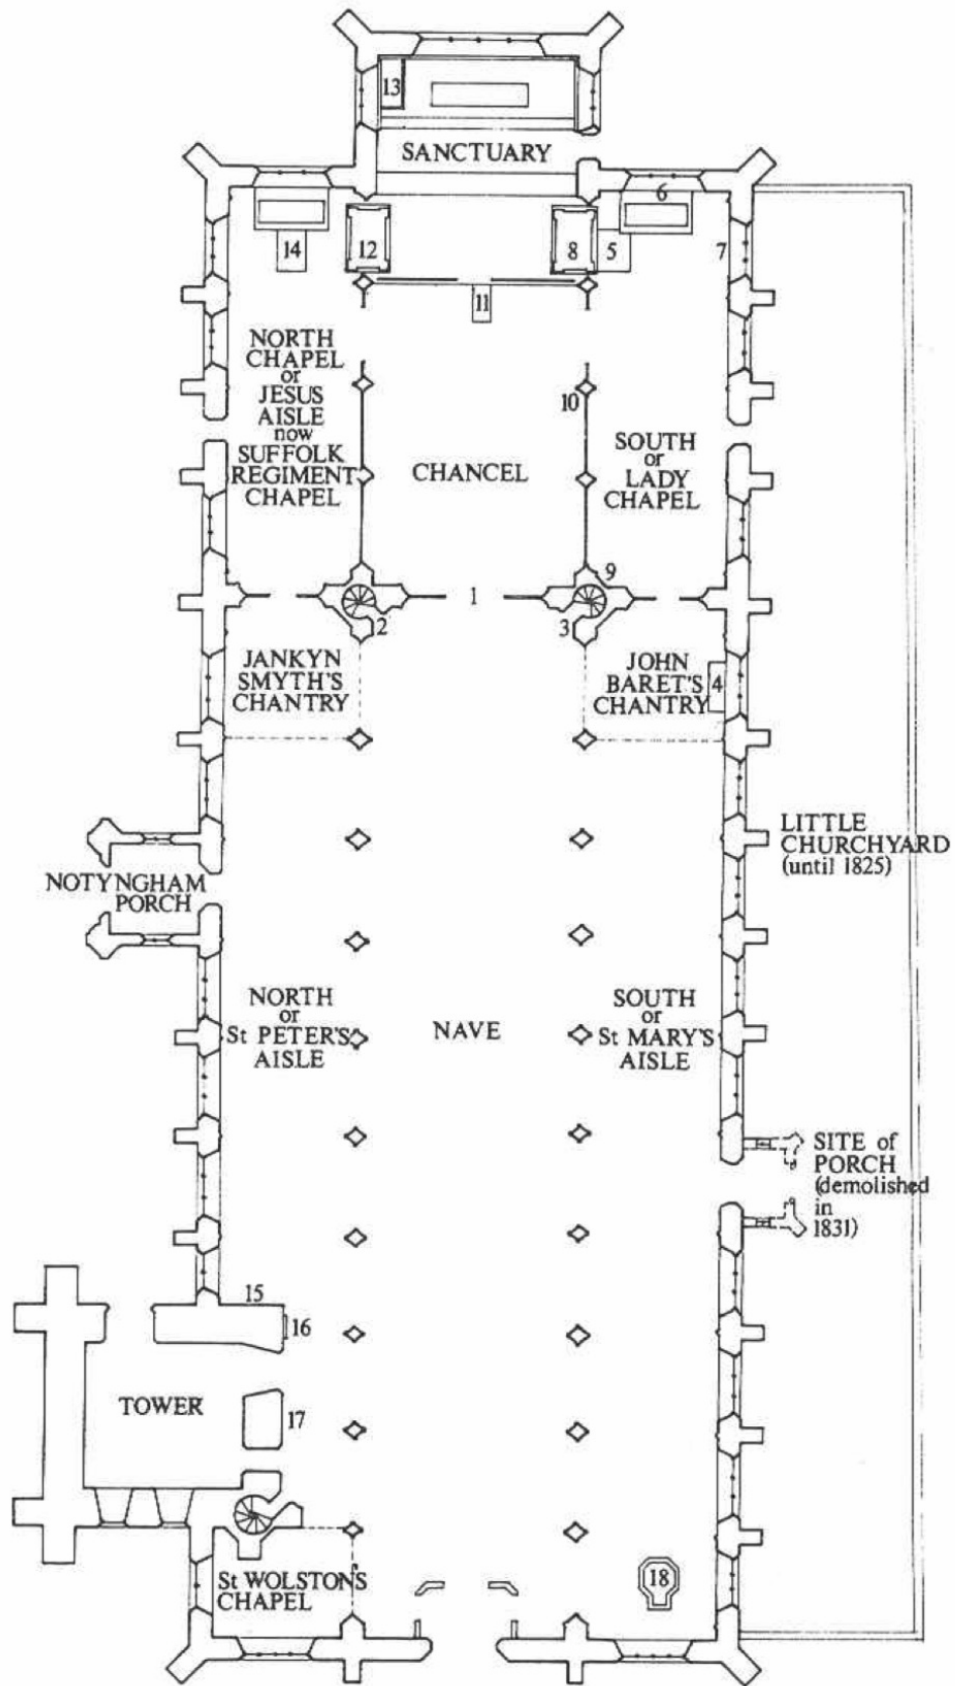 13
SANCTUARY
6
14
12
8
5
7
11
NORTH
CHAPEL
or
JESUS
AISLE
now
SUFFOLK
REGIMENT
CHAPEL
10
CHANCEL
SOUTH
or
LADY
CHAPEL
9
1
2
3
JANKYN
SMYTH'S
CHANTRY
JOHN
BARET'S
CHANTRY
4
LITTLE
CHURCHYARD
(until 1825)
NOTYNGHAM
PORCH
NORTH
or
St PETER'S
AISLE
NAVE
SOUTH
or
St MARY'S
AISLE
SITE of
PORCH
(demolished
in
1831)
15
16
TOWER
17
St WOLSTON'S
CHAPEL
18